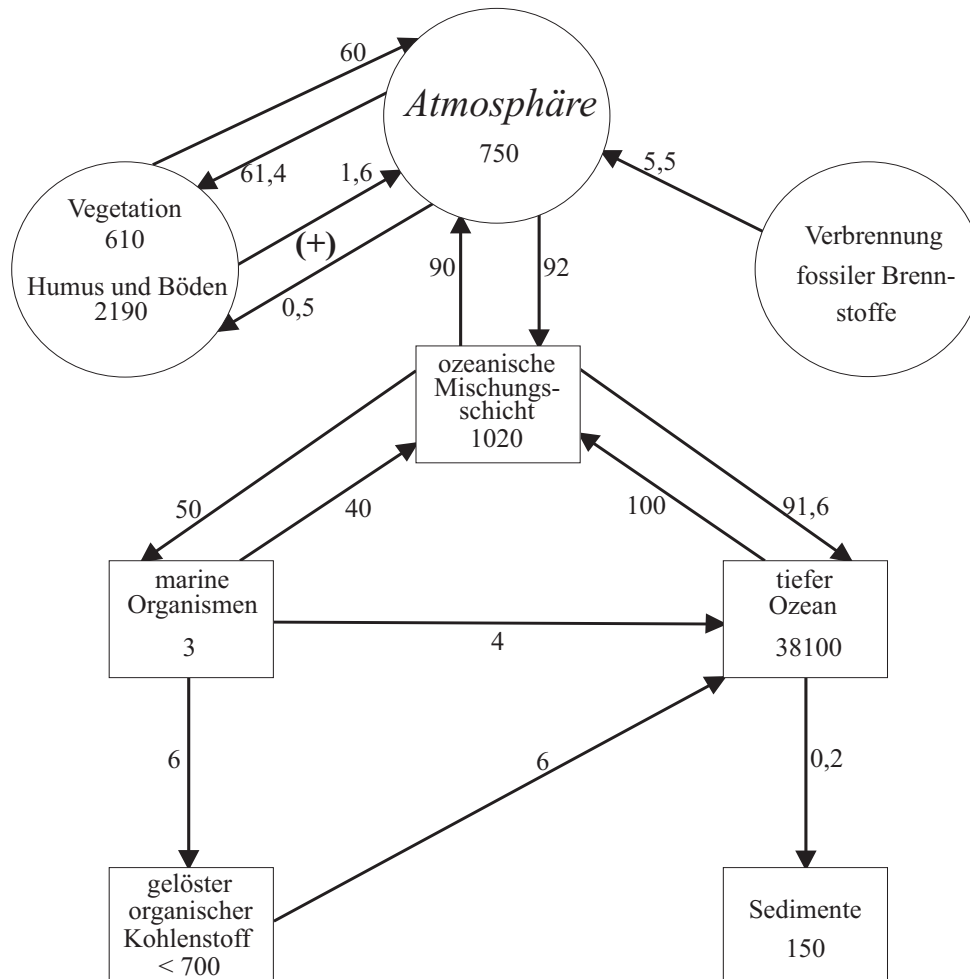 60
Atmosphäre
750
61,4
1,6
5,5
Vegetation
610
Humus und Böden
2190
(+)
0,5
90
92
Verbrennung
fossiler Brenn-
stoffe
ozeanische
Mischungs-
schicht
1020
50
40
100
91,6
marine
Organismen
3
4
tiefer
Ozean
38100
6
6
0,2
gelöster
organischer
Kohlenstoff
< 700
Sedimente
150